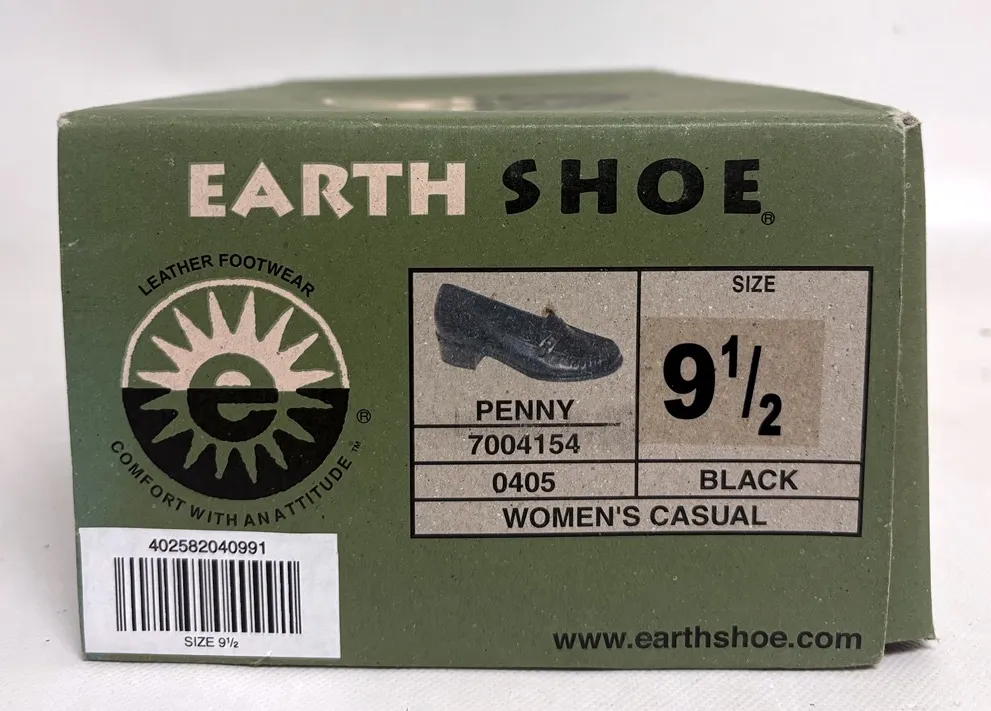 EARTH SHOE®
LEATHER FOOTWEAR
e
®
COMFORT WITH AN ATTITUDE™
PENNY
7004154
0405
SIZE
9 1/2
BLACK
WOMEN'S CASUAL
402582040991
SIZE 9 1/2
www.earthshoe.com